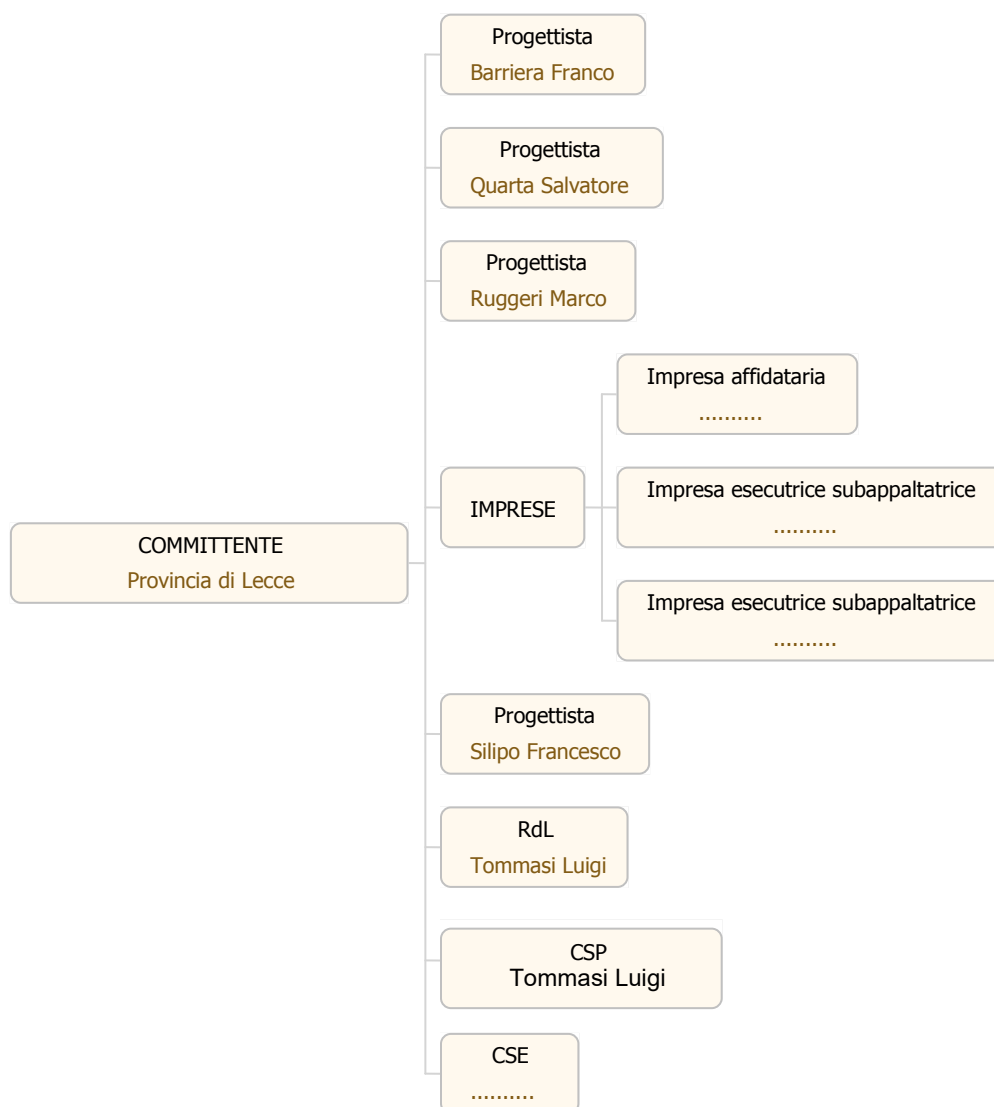 Progettista
Barriera Franco
Progettista
Quarta Salvatore
Progettista
Ruggeri Marco
Impresa affidataria
..........
IMPRESE
Impresa esecutrice subappaltatrice
..........
COMMITTENTE
Provincia di Lecce
Impresa esecutrice subappaltatrice
..........
Progettista
Silipo Francesco
RdL
Tommasi Luigi
CSP
Tommasi Luigi
CSE
..........